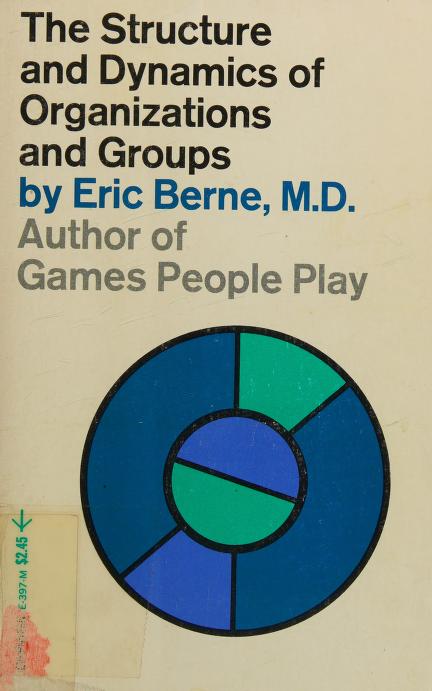 The Structure
and Dynamics of
Organizations
and Groups
by Eric Berne, M.D.
Author of
Games People Play
E-397-M $2.45